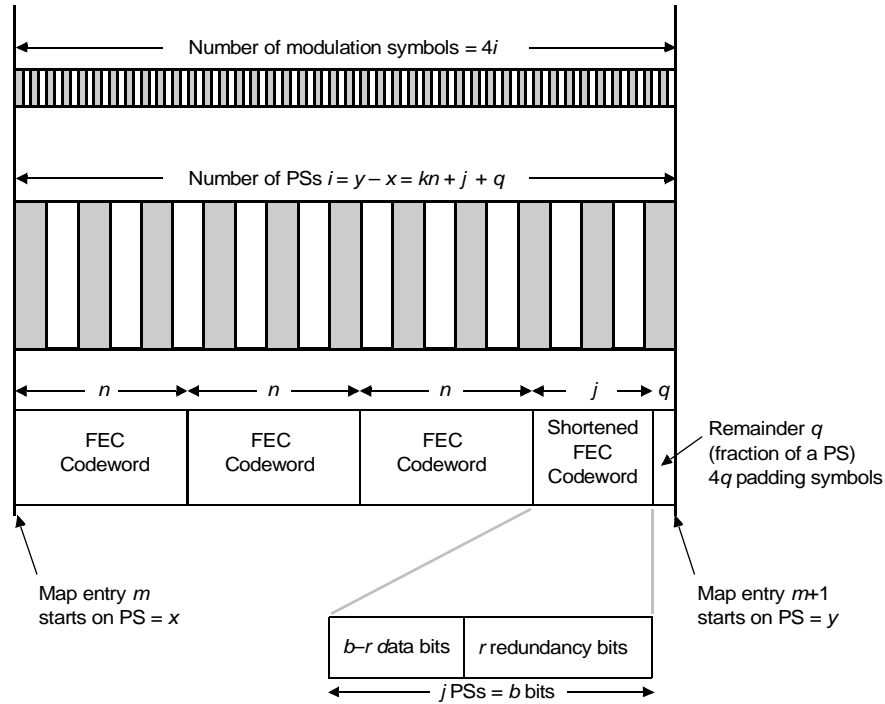 Number of modulation symbols = 4i
Number of PSs i = y – x = kn + j + q
n
n
n
j
q
FEC
Codeword
FEC
Codeword
FEC
Codeword
Shortened
FEC
Codeword
Remainder q
(fraction of a PS)
4q padding symbols
Map entry m
starts on PS = x
Map entry m+1
starts on PS = y
b–r data bits
r redundancy bits
j PSs = b bits